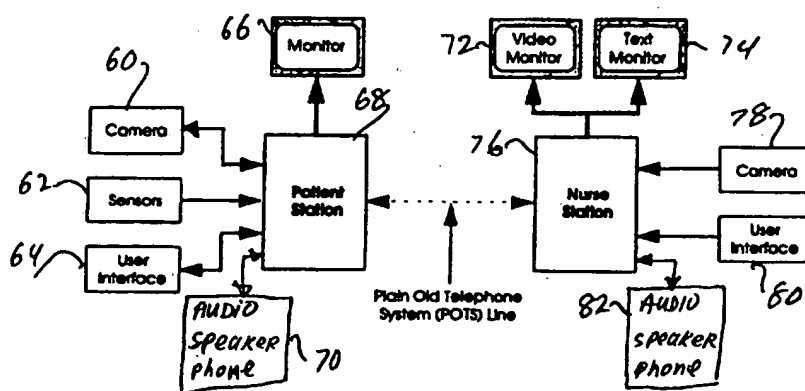 66
Monitor
72
Video
Monitor
Text
Monitor
74
60
Camera
68
76
78
Camera
62
Sensors
Patient
Station
Nurse
Station
64
User
Interface
User
Interface
80
Plain Old Telephone
System (POTS) Line
AUDIO
speaker
phone
70
82
AUDIO
speaker
phone